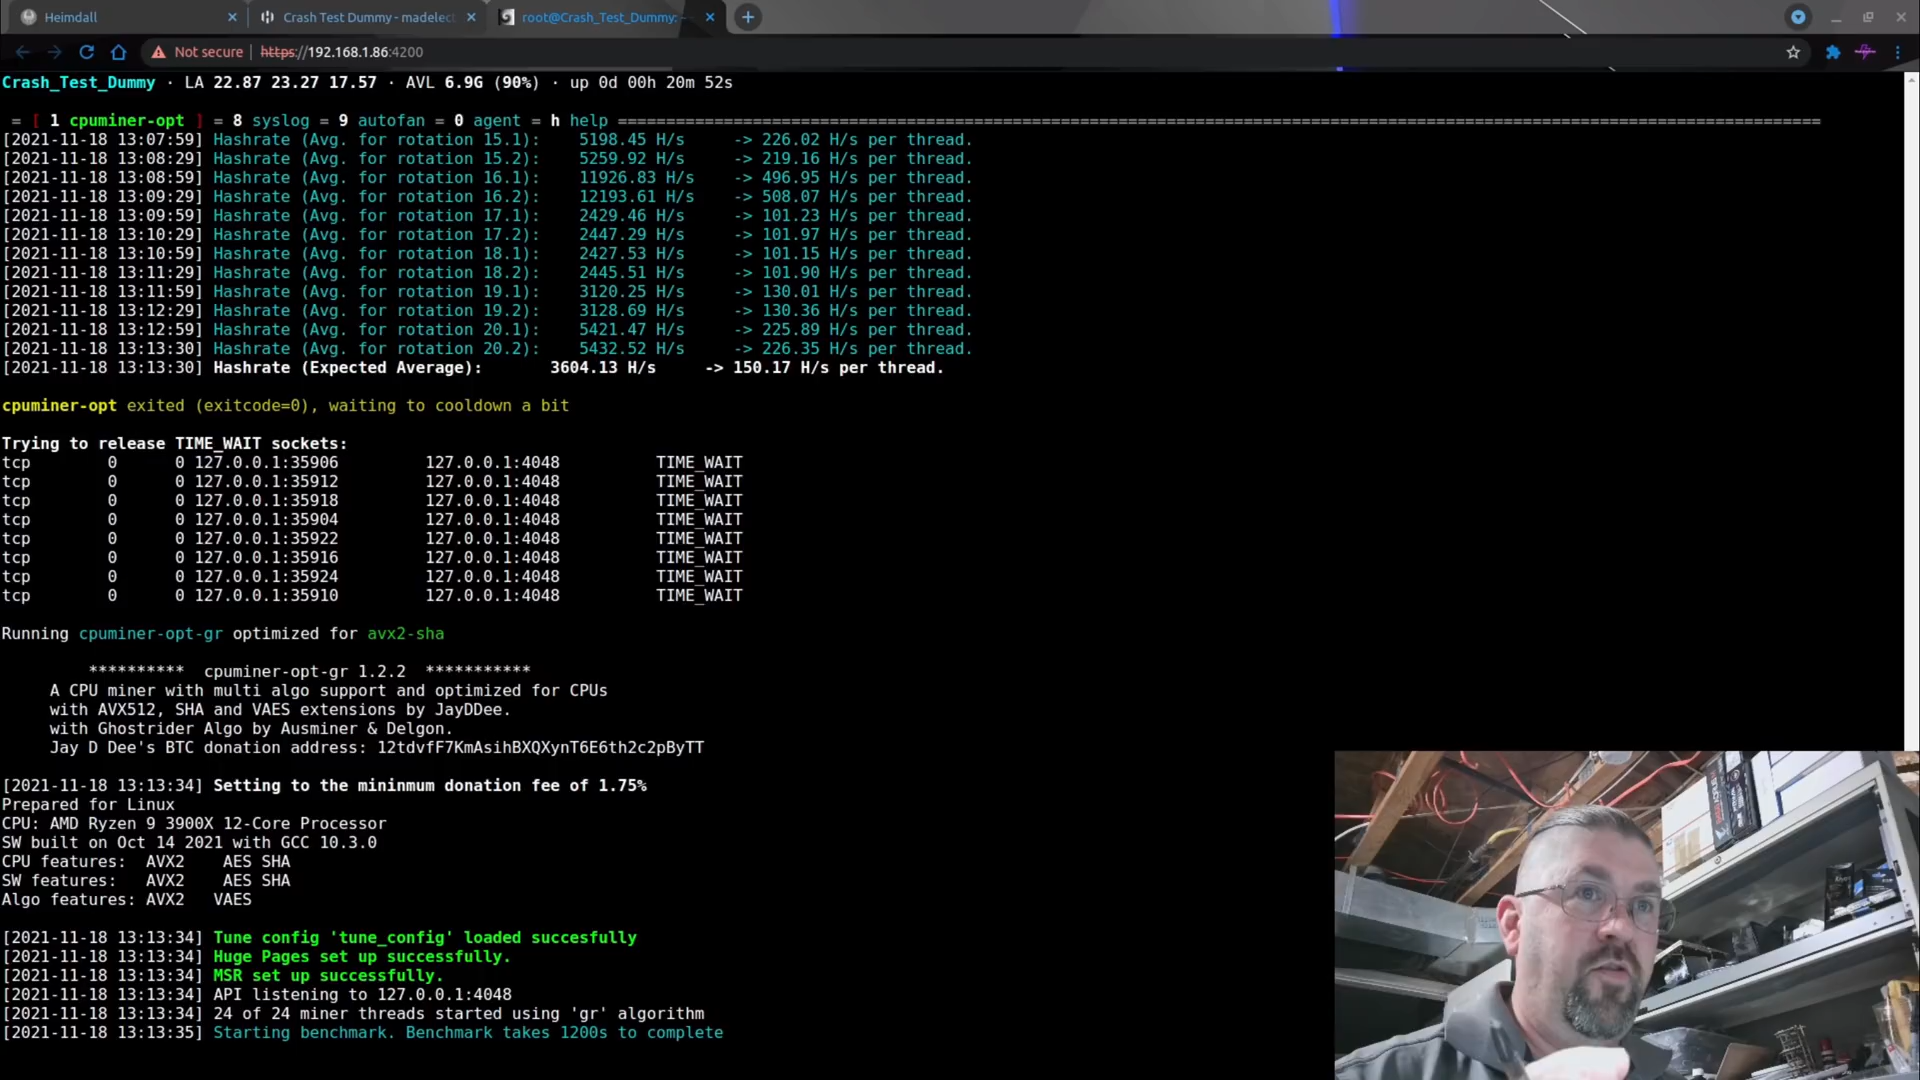 Heimdall
Crash Test Dummy - madelect
root@Crash_Test_Dummy: ~
Not secure | https://192.168.1.86:4200
Crash_Test_Dummy · LA 22.87 23.27 17.57 · AVL 6.9G (90%) · up 0d 00h 20m 52s
= [ 1 cpuminer-opt ] = 8 syslog = 9 autofan = 0 agent = h help =============================================================================================================================
[2021-11-18 13:07:59] Hashrate (Avg. for rotation 15.1): 5198.45 H/s -> 226.02 H/s per thread.
[2021-11-18 13:08:29] Hashrate (Avg. for rotation 15.2): 5259.92 H/s -> 219.16 H/s per thread.
[2021-11-18 13:08:59] Hashrate (Avg. for rotation 16.1): 11926.83 H/s -> 496.95 H/s per thread.
[2021-11-18 13:09:29] Hashrate (Avg. for rotation 16.2): 12193.61 H/s -> 508.07 H/s per thread.
[2021-11-18 13:09:59] Hashrate (Avg. for rotation 17.1): 2429.46 H/s -> 101.23 H/s per thread.
[2021-11-18 13:10:29] Hashrate (Avg. for rotation 17.2): 2447.29 H/s -> 101.97 H/s per thread.
[2021-11-18 13:10:59] Hashrate (Avg. for rotation 18.1): 2427.53 H/s -> 101.15 H/s per thread.
[2021-11-18 13:11:29] Hashrate (Avg. for rotation 18.2): 2445.51 H/s -> 101.90 H/s per thread.
[2021-11-18 13:11:59] Hashrate (Avg. for rotation 19.1): 3120.25 H/s -> 130.01 H/s per thread.
[2021-11-18 13:12:29] Hashrate (Avg. for rotation 19.2): 3128.69 H/s -> 130.36 H/s per thread.
[2021-11-18 13:12:59] Hashrate (Avg. for rotation 20.1): 5421.47 H/s -> 225.89 H/s per thread.
[2021-11-18 13:13:30] Hashrate (Avg. for rotation 20.2): 5432.52 H/s -> 226.35 H/s per thread.
[2021-11-18 13:13:30] Hashrate (Expected Average): 3604.13 H/s -> 150.17 H/s per thread.
cpuminer-opt exited (exitcode=0), waiting to cooldown a bit
Trying to release TIME_WAIT sockets:
tcp 0 0 127.0.0.1:35906 127.0.0.1:4048 TIME_WAIT
tcp 0 0 127.0.0.1:35912 127.0.0.1:4048 TIME_WAIT
tcp 0 0 127.0.0.1:35918 127.0.0.1:4048 TIME_WAIT
tcp 0 0 127.0.0.1:35904 127.0.0.1:4048 TIME_WAIT
tcp 0 0 127.0.0.1:35922 127.0.0.1:4048 TIME_WAIT
tcp 0 0 127.0.0.1:35916 127.0.0.1:4048 TIME_WAIT
tcp 0 0 127.0.0.1:35924 127.0.0.1:4048 TIME_WAIT
tcp 0 0 127.0.0.1:35910 127.0.0.1:4048 TIME_WAIT
Running cpuminer-opt-gr optimized for avx2-sha
********** cpuminer-opt-gr 1.2.2 ***********
A CPU miner with multi algo support and optimized for CPUs
with AVX512, SHA and VAES extensions by JayDDee.
with Ghostrider Algo by Ausminer & Delgon.
Jay D Dee's BTC donation address: 12tdvfF7KmAsihBXQXynT6E6th2c2pByTT
[2021-11-18 13:13:34] Setting to the mininmum donation fee of 1.75%
Prepared for Linux
CPU: AMD Ryzen 9 3900X 12-Core Processor
SW built on Oct 14 2021 with GCC 10.3.0
CPU features: AVX2 AES SHA
SW features: AVX2 AES SHA
Algo features: AVX2 VAES
[2021-11-18 13:13:34] Tune config 'tune_config' loaded succesfully
[2021-11-18 13:13:34] Huge Pages set up successfully.
[2021-11-18 13:13:34] MSR set up successfully.
[2021-11-18 13:13:34] API listening to 127.0.0.1:4048
[2021-11-18 13:13:34] 24 of 24 miner threads started using 'gr' algorithm
[2021-11-18 13:13:35] Starting benchmark. Benchmark takes 1200s to complete